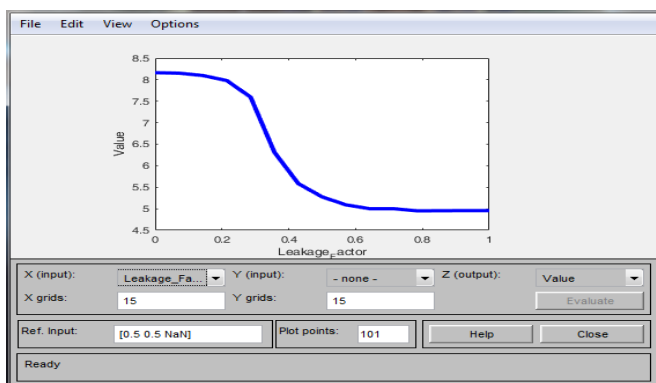 File Edit View Options
8.5
8
7.5
7
6.5
6
5.5
5
4.5
Value
0 0.2 0.4 0.6 0.8 1
Leakage_Factor
X (input): Leakage_Fa... Y (input): - none - Z (output): Value
X grids: 15 Y grids: 15 Evaluate
Ref. Input: [0.5 0.5 NaN] Plot points: 101 Help Close
Ready